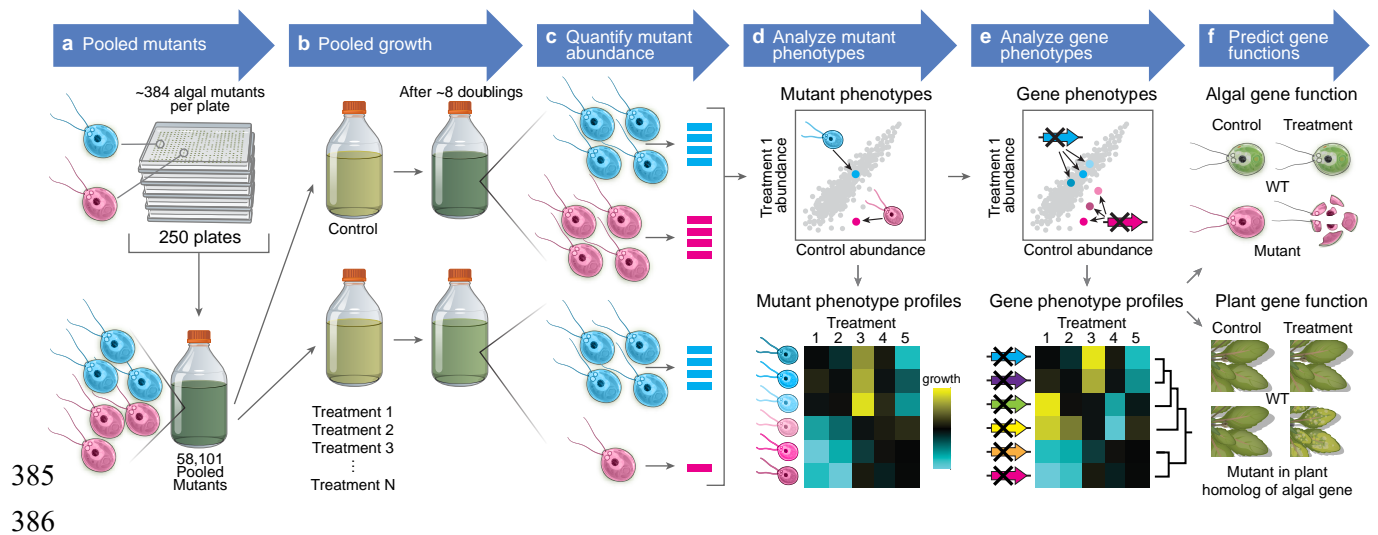 a Pooled mutants
b Pooled growth
c Quantify mutant
abundance
d Analyze mutant
phenotypes
e Analyze gene
phenotypes
f Predict gene
functions
~384 algal mutants
per plate
250 plates
58,101
Pooled
Mutants
After ~8 doublings
Control
Treatment 1
Treatment 2
Treatment 3
⋮
Treatment N
Mutant phenotypes
Treatment 1
abundance
Control abundance
Mutant phenotype profiles
Treatment
1 2 3 4 5
growth
Gene phenotypes
Treatment 1
abundance
Control abundance
Gene phenotype profiles
Treatment
1 2 3 4 5
Algal gene function
Control Treatment
WT
Mutant
Plant gene function
Control Treatment
WT
Mutant in plant
homolog of algal gene
385
386